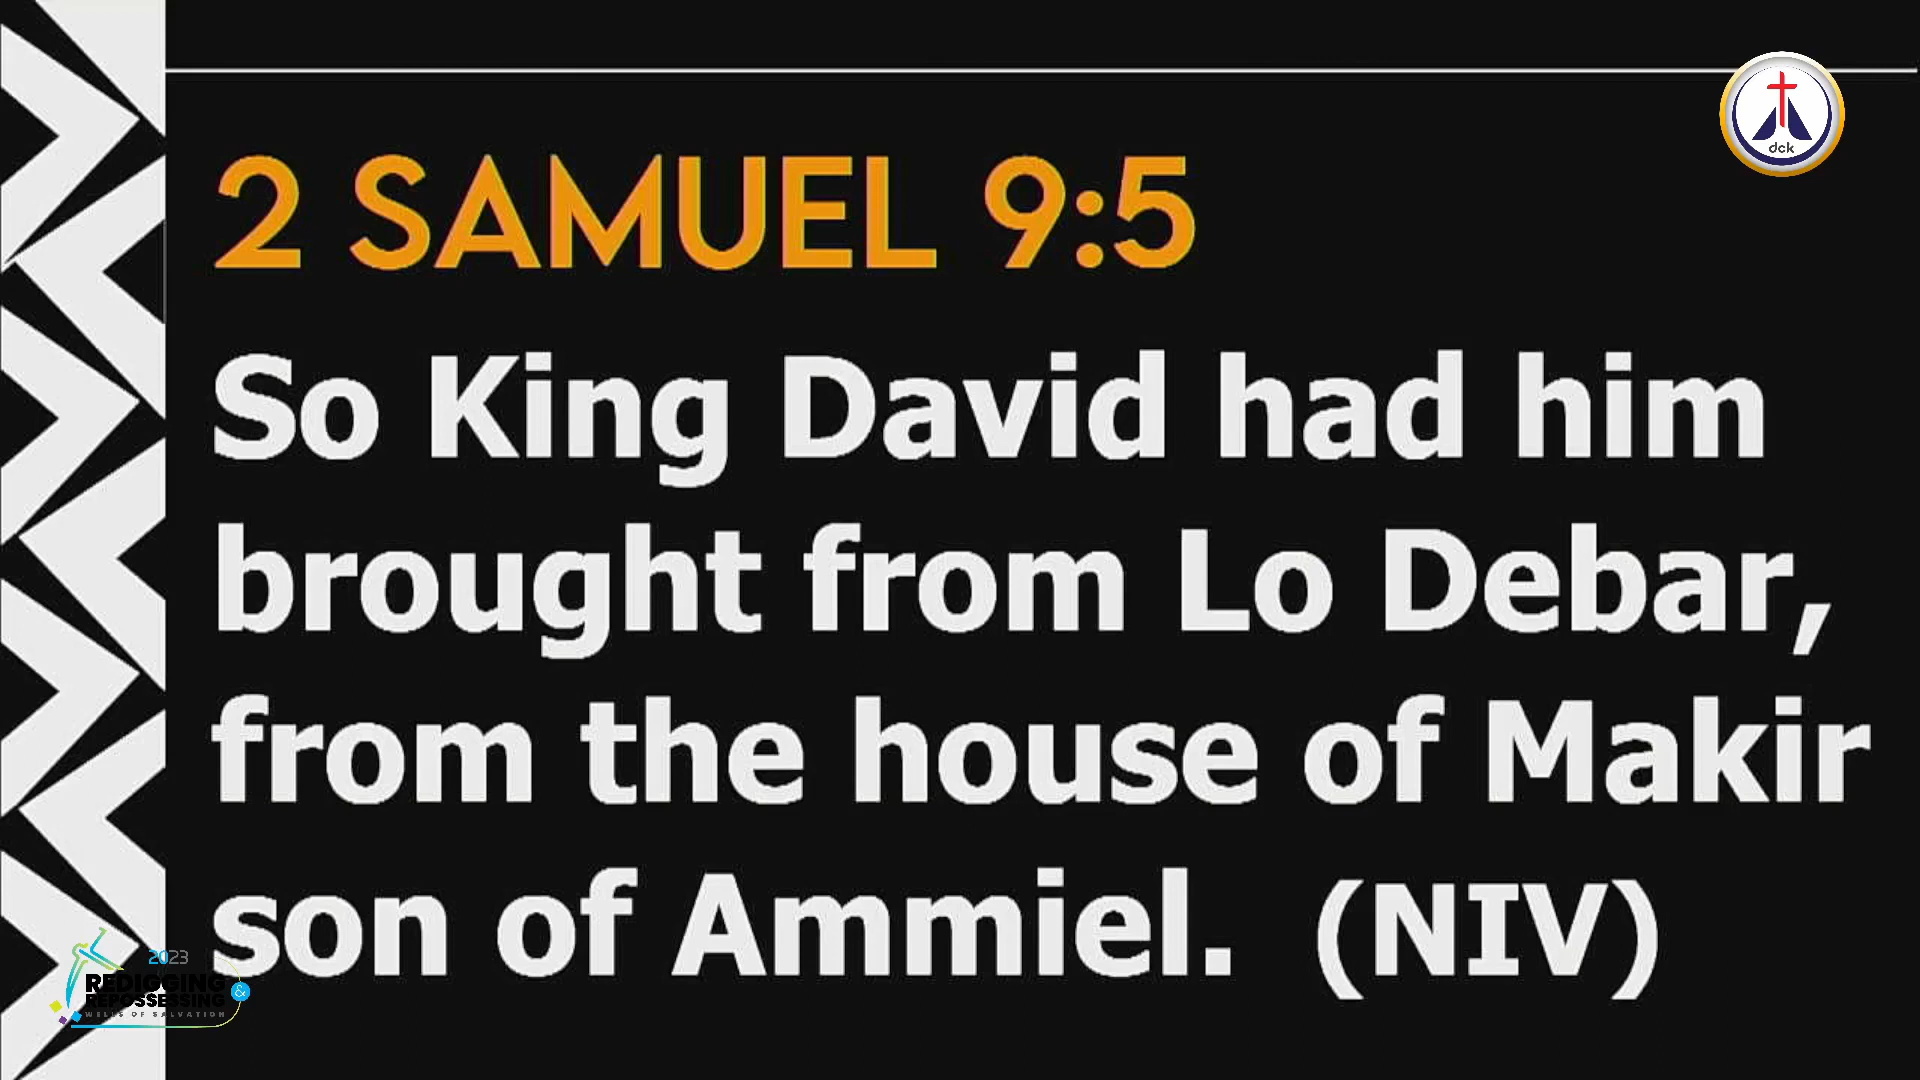 dck
2 SAMUEL 9:5
So King David had him
brought from Lo Debar,
from the house of Makir
son of Ammiel. (NIV)
2023
REDIGGING &
REPOSSESSING
WELLS OF SALVATION